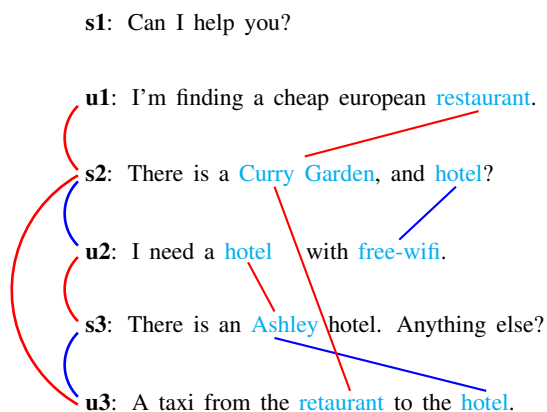 s1: Can I help you?
u1: I'm finding a cheap european restaurant.
s2: There is a Curry Garden, and hotel?
u2: I need a hotel with free-wifi.
s3: There is an Ashley hotel. Anything else?
u3: A taxi from the retaurant to the hotel.